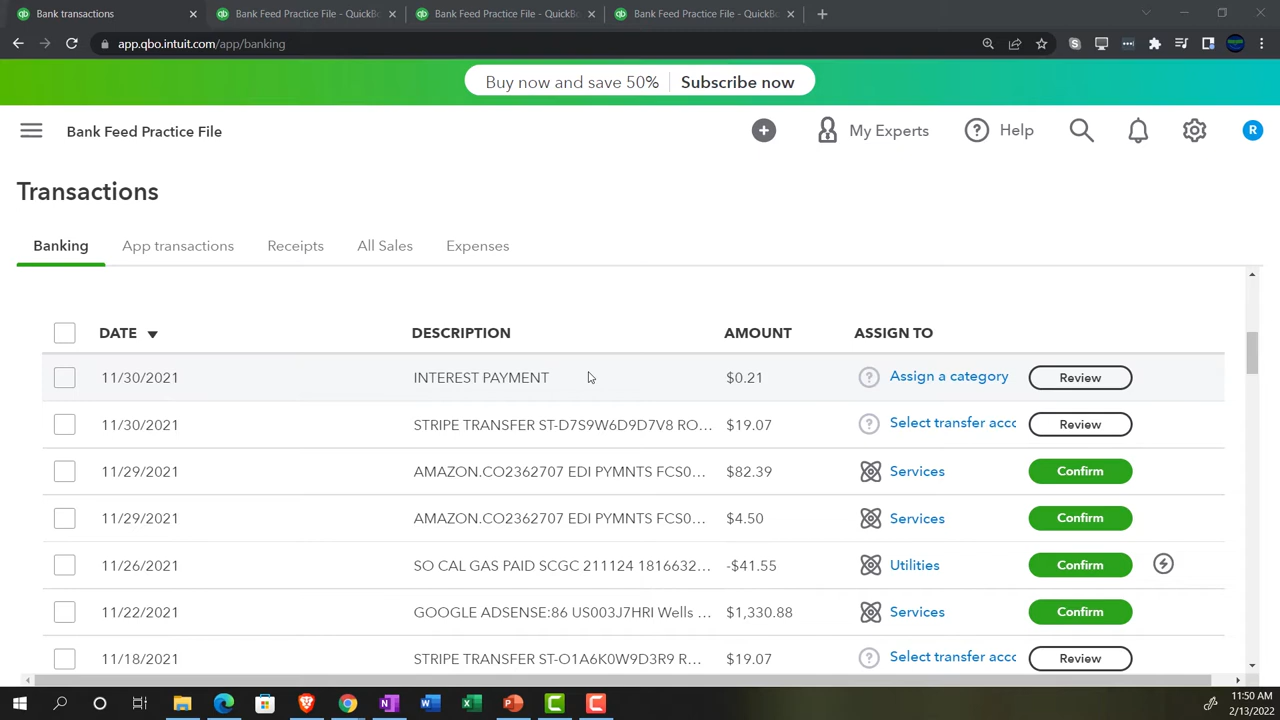 Bank transactions
Bank Feed Practice File - QuickBo
Bank Feed Practice File - QuickBo
Bank Feed Practice File - QuickBo
app.qbo.intuit.com/app/banking
Buy now and save 50% Subscribe now
Bank Feed Practice File
My Experts
Help
R
Transactions
Banking App transactions Receipts All Sales Expenses
DATE DESCRIPTION AMOUNT ASSIGN TO
11/30/2021 INTEREST PAYMENT $0.21 Assign a category Review
11/30/2021 STRIPE TRANSFER ST-D7S9W6D9D7V8 RO... $19.07 Select transfer acco Review
11/29/2021 AMAZON.CO2362707 EDI PYMNTS FCS0... $82.39 Services Confirm
11/29/2021 AMAZON.CO2362707 EDI PYMNTS FCS0... $4.50 Services Confirm
11/26/2021 SO CAL GAS PAID SCGC 211124 1816632... -$41.55 Utilities Confirm
11/22/2021 GOOGLE ADSENSE:86 US003J7HRI Wells ... $1,330.88 Services Confirm
11/18/2021 STRIPE TRANSFER ST-O1A6K0W9D3R9 R... $19.07 Select transfer acco Review
11:50 AM
2/13/2022